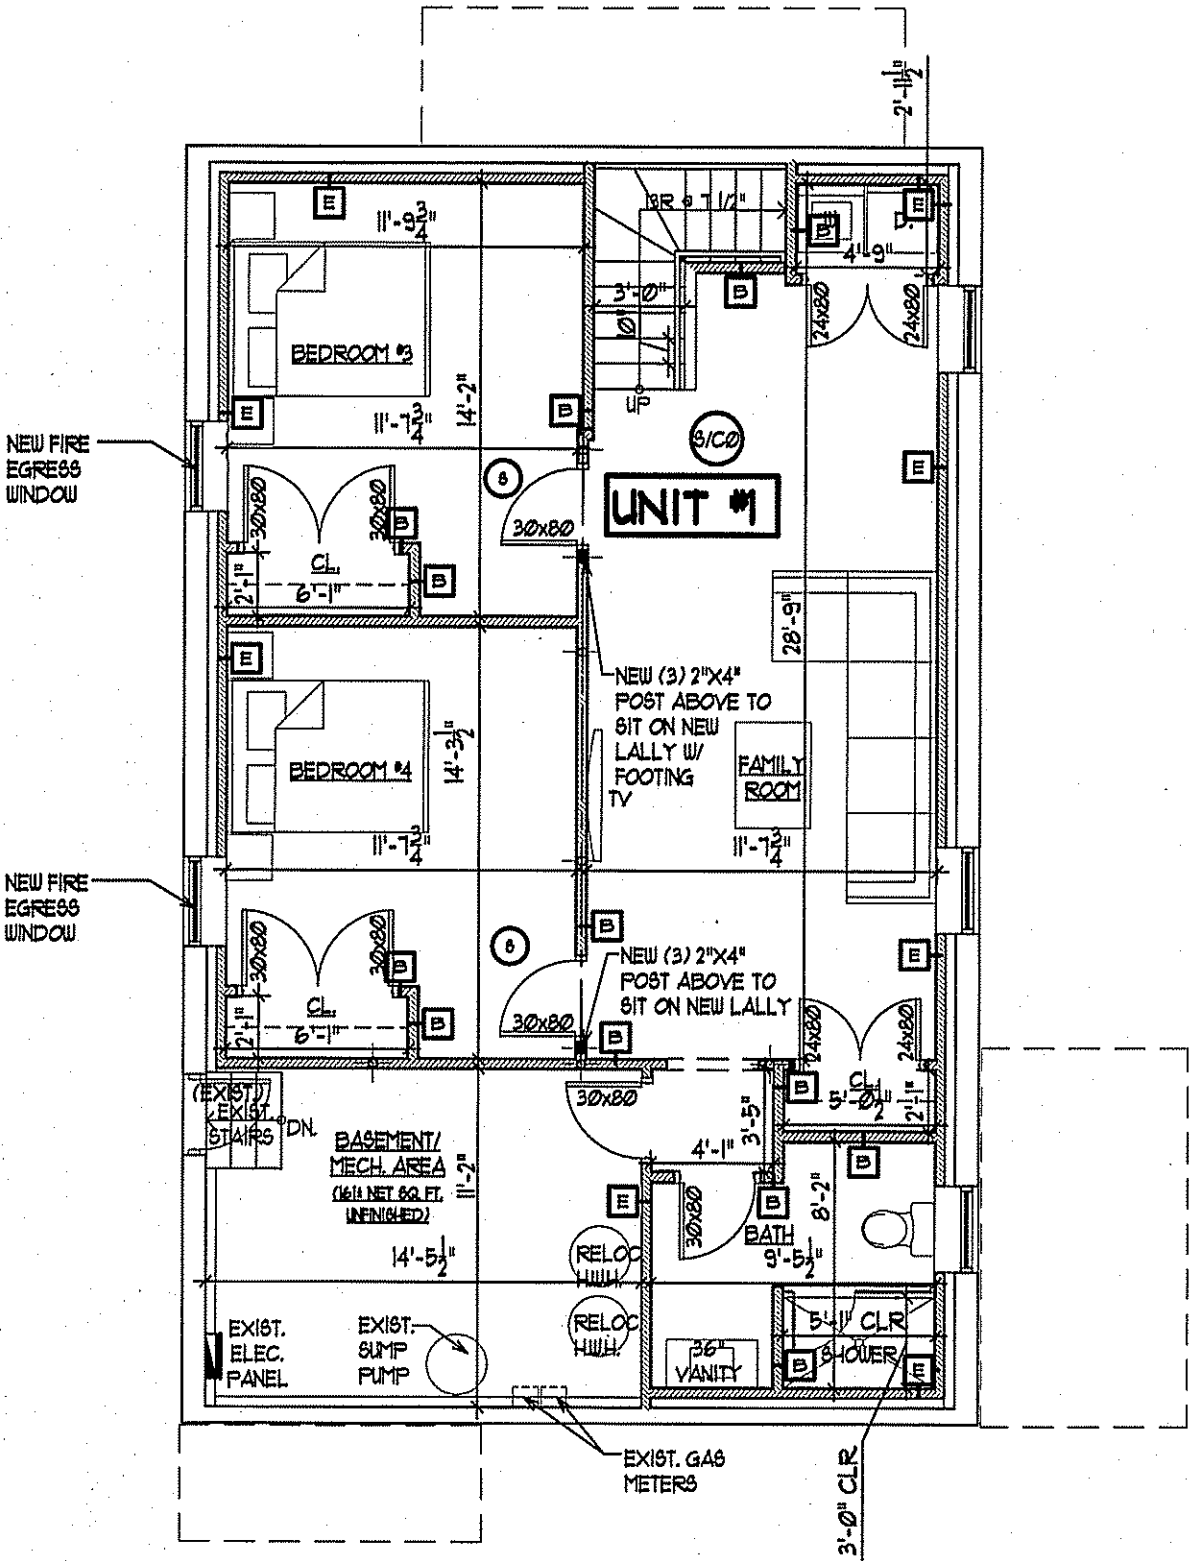 2'-11½"
E
11'-9¾"
13R @ 7 1/2"
E
B
D.
4'-9"
3'-0"
B
10"
24x80
24x80
BEDROOM #3
14'-2"
E
B
UP
11'-7¾"
S/CO
NEW FIRE
EGRESS
WINDOW
S
E
UNIT #1
30x80
30x80
B
30x80
CL.
B
2'-1"
6'-1"
28'-9"
E
NEW (3) 2"X4"
POST ABOVE TO
SIT ON NEW
LALLY W/
FOOTING
TV
14'-3½"
BEDROOM #4
FAMILY
ROOM
11'-7¾"
11'-7¾"
NEW FIRE
EGRESS
WINDOW
B
S
E
30x80
30x80
B
NEW (3) 2"X4"
POST ABOVE TO
SIT ON NEW LALLY
CL.
B
30x80
2'-1"
6'-1"
B
24x80
24x80
(EXIST.)
EXIST.
STAIRS
DN.
30x80
B
CL.
5'-0½"
2'-1"
BASEMENT/
MECH. AREA
(161± NET SQ. FT.
UNFINISHED)
11'-2"
4'-1"
3'-5"
B
E
30x80
B
8'-2"
BATH
14'-5½"
RELOC
H.W.H.
9'-5½"
EXIST.
ELEC.
PANEL
EXIST.
SUMP
PUMP
RELOC
H.W.H.
5'-1" CLR
SHOWER
36"
VANITY
B
E
EXIST. GAS
METERS
3'-0" CLR